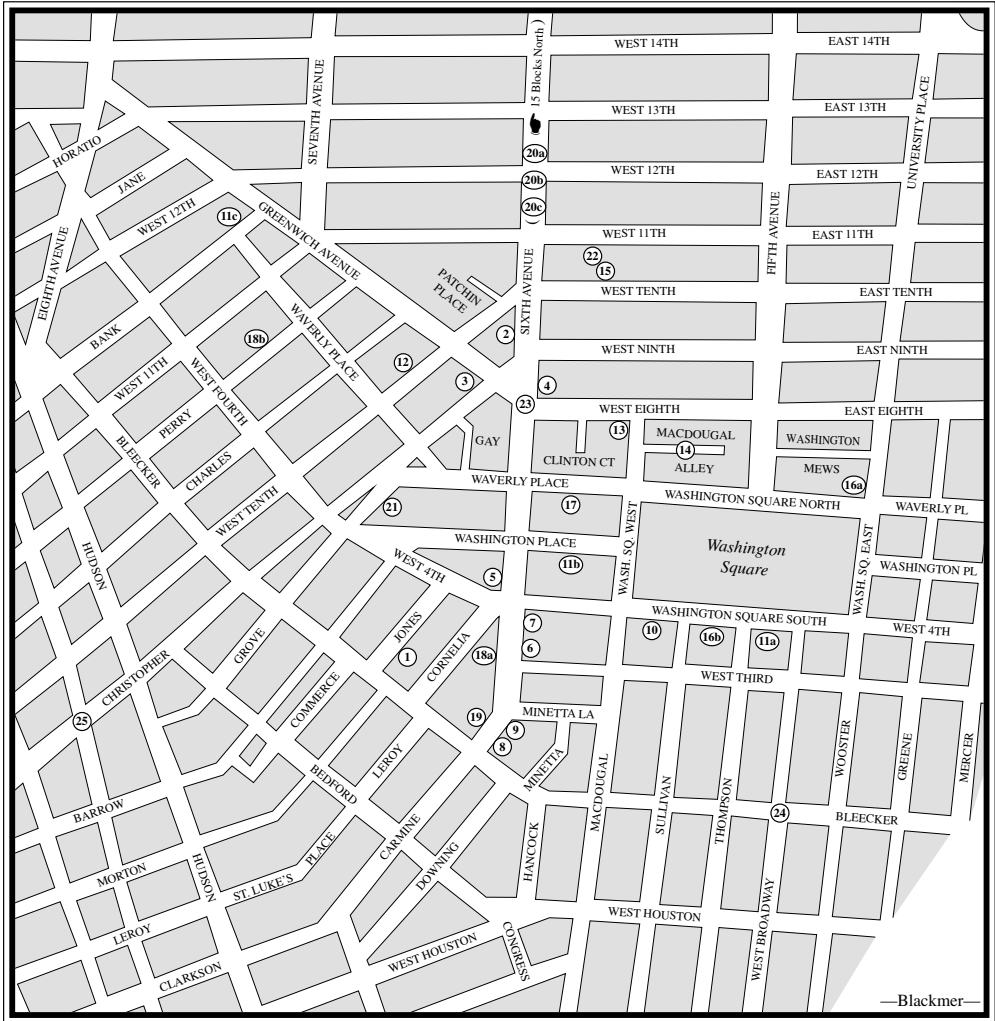 WEST 14TH
EAST 14TH
( 15 Blocks North )
SEVENTH AVENUE
WEST 13TH
EAST 13TH
UNIVERSITY PLACE
HORATIO
20a
JANE
WEST 12TH
EAST 12TH
20b
WEST 12TH
11c
20c
GREENWICH AVENUE
FIFTH AVENUE
WEST 11TH
EAST 11TH
EIGHTH AVENUE
22
15
PATCHIN
PLACE
SIXTH AVENUE
WEST TENTH
EAST TENTH
BANK
18b
WAVERLY PLACE
2
WEST NINTH
EAST NINTH
12
WEST 11TH
WEST FOURTH
3
4
23
WEST EIGHTH
EAST EIGHTH
PERRY
BLEECKER
GAY
13
MACDOUGAL
WASHINGTON
14
CLINTON CT
ALLEY
MEWS
CHARLES
16a
WAVERLY PLACE
WEST TENTH
21
17
WASHINGTON SQUARE NORTH
WAVERLY PL
WASH. SQ. WEST
WASHINGTON PLACE
Washington
Square
WASH. SQ. EAST
HUDSON
WEST 4TH
5
11b
WASHINGTON PL
WASHINGTON SQUARE SOUTH
WEST 4TH
GROVE
JONES
1
CORNELIA
18a
7
6
10
16b
11a
CHRISTOPHER
WEST THIRD
COMMERCE
25
19
MINETTA LA
9
8
MINETTA
WOOSTER
GREENE
MERCER
LEROY
BEDFORD
MACDOUGAL
SULLIVAN
THOMPSON
BARROW
24
BLEECKER
CARMINE
HANCOCK
PLACE
ST. LUKE'S
DOWNING
MORTON
HUDSON
WEST HOUSTON
WEST BROADWAY
LEROY
WEST HOUSTON
CONGRESS
CLARKSON
—Blackmer—